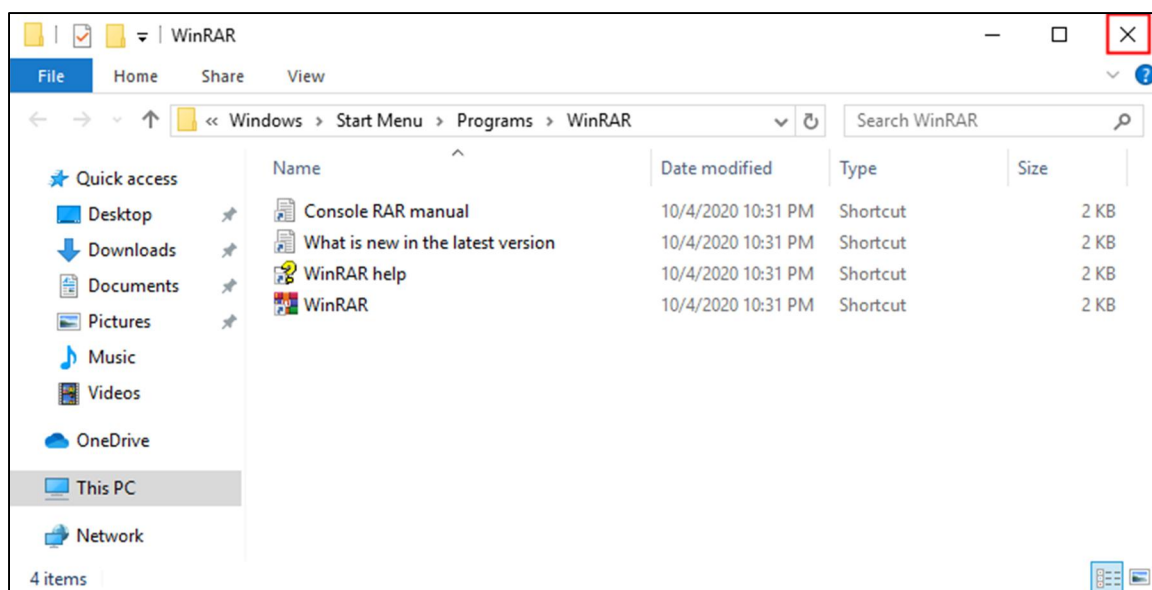 WinRAR
File Home Share View
« Windows > Start Menu > Programs > WinRAR Search WinRAR
Name Date modified Type Size
Quick access
Desktop
Downloads
Documents
Pictures
Music
Videos
OneDrive
This PC
Network
Console RAR manual 10/4/2020 10:31 PM Shortcut 2 KB
What is new in the latest version 10/4/2020 10:31 PM Shortcut 2 KB
WinRAR help 10/4/2020 10:31 PM Shortcut 2 KB
WinRAR 10/4/2020 10:31 PM Shortcut 2 KB
4 items